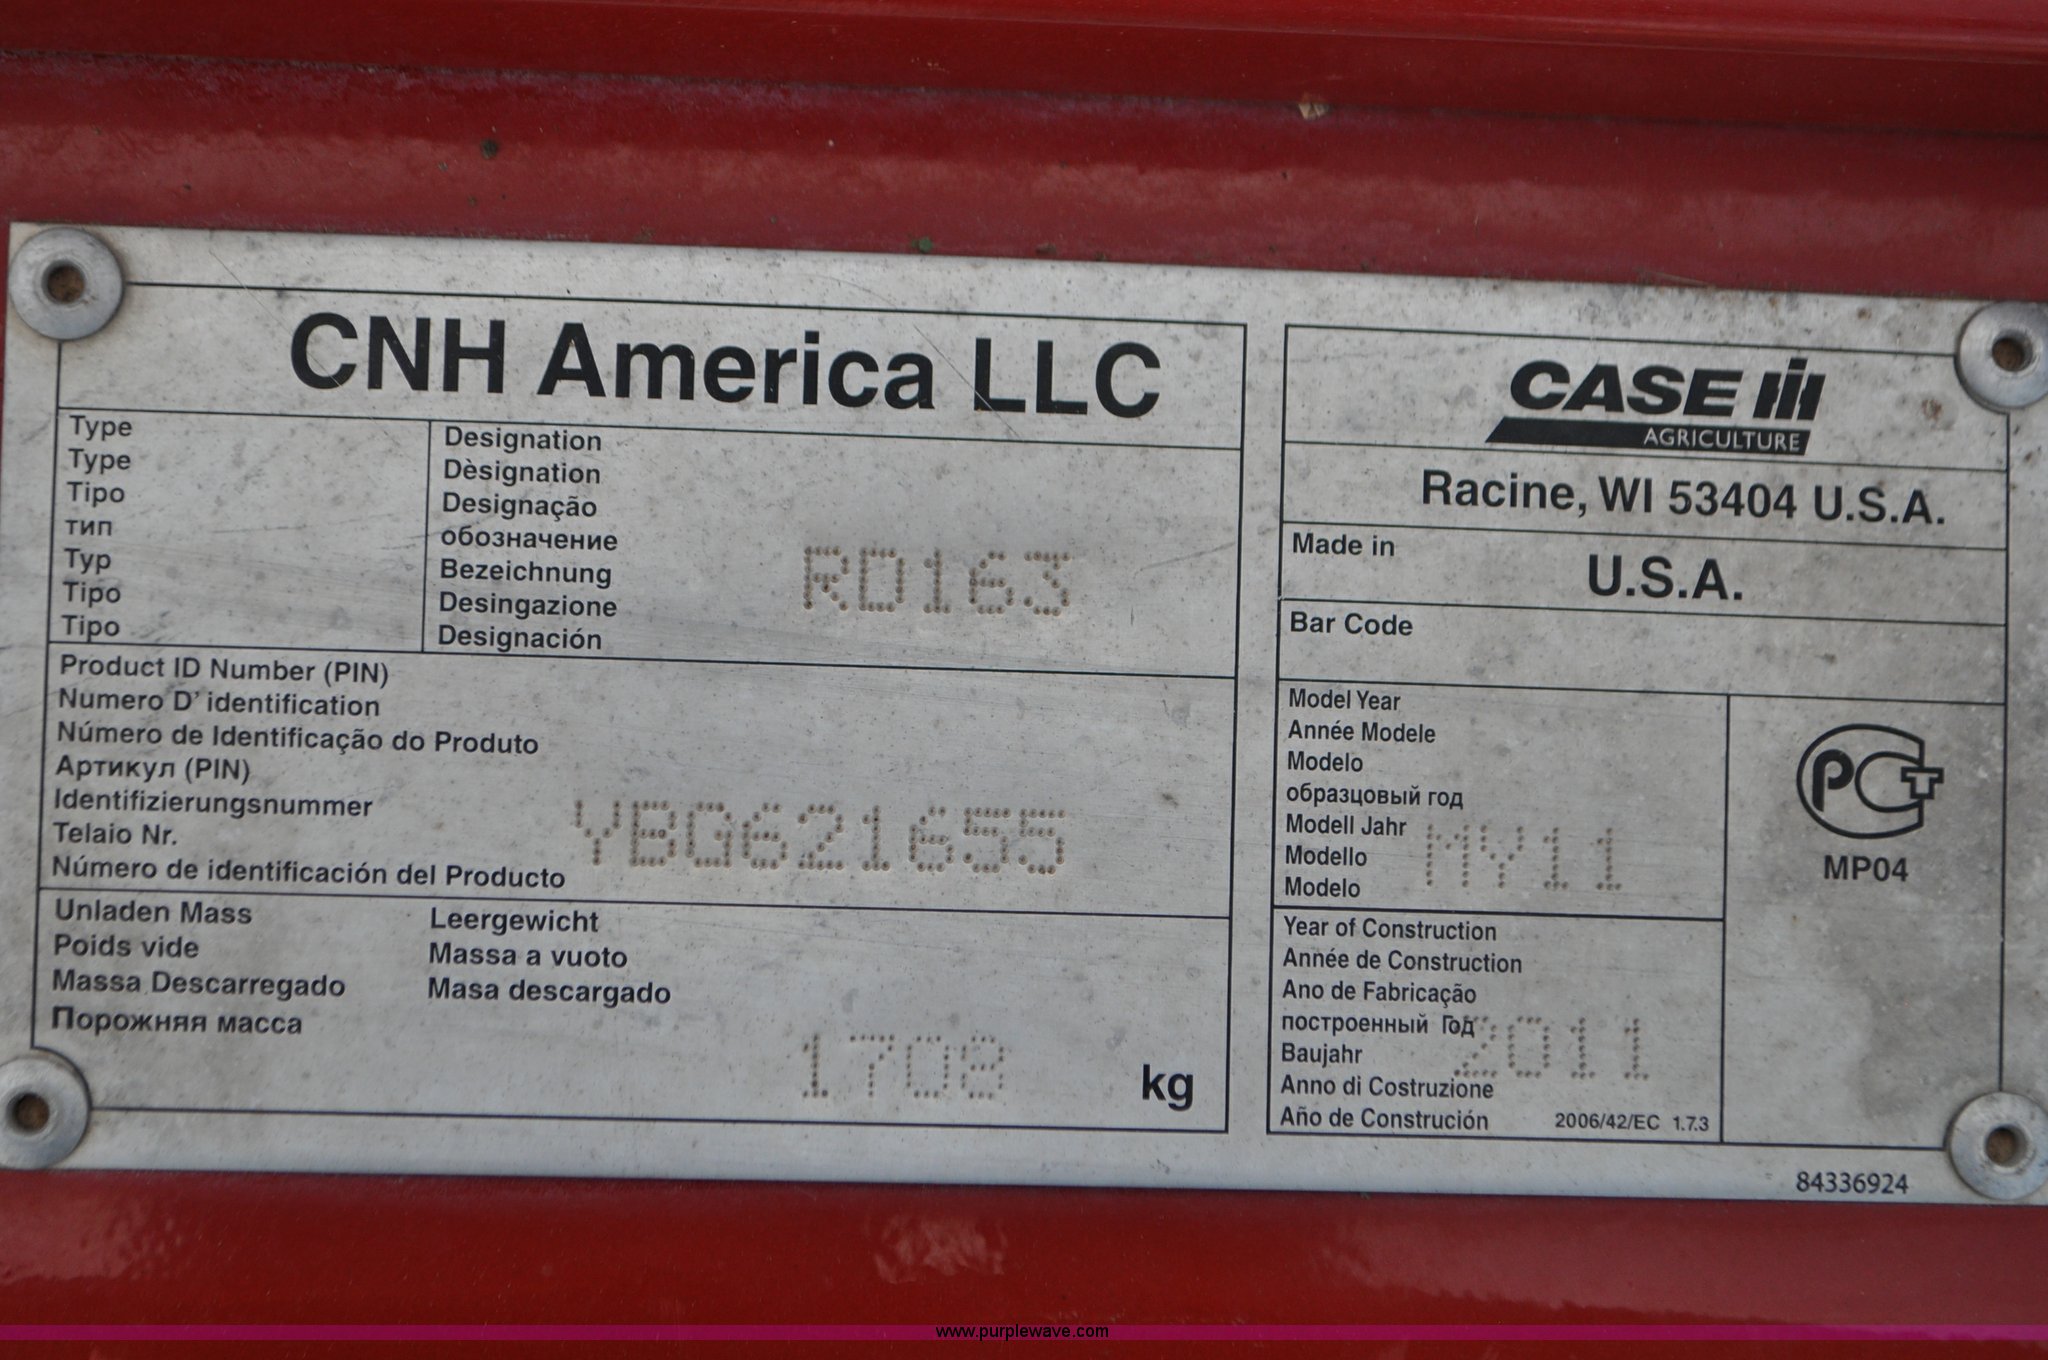 CNH America LLC
Type
Type
Tipo
тип
Typ
Tipo
Tipo
Designation
Dèsignation
Designação
обозначение
Bezeichnung
Desingazione
Designación
RD163
Product ID Number (PIN)
Numero D' identification
Número de Identificação do Produto
Артикул (PIN)
Identifizierungsnummer
Telaio Nr.
Número de identificación del Producto
YBG621655
Unladen Mass
Poids vide
Massa Descarregado
Порожняя масса
Leergewicht
Massa a vuoto
Masa descargado
1708
kg
CASE IH
AGRICULTURE
Racine, WI 53404 U.S.A.
Made in
U.S.A.
Bar Code
Model Year
Année Modele
Modelo
образцовый год
Modell Jahr
Modello
Modelo
MY11
Year of Construction
Année de Construction
Ano de Fabricação
построенный Год
Baujahr
Anno di Costruzione
Año de Construción
2011
2006/42/EC 1.7.3
РСТ
MP04
84336924
www.purplewave.com